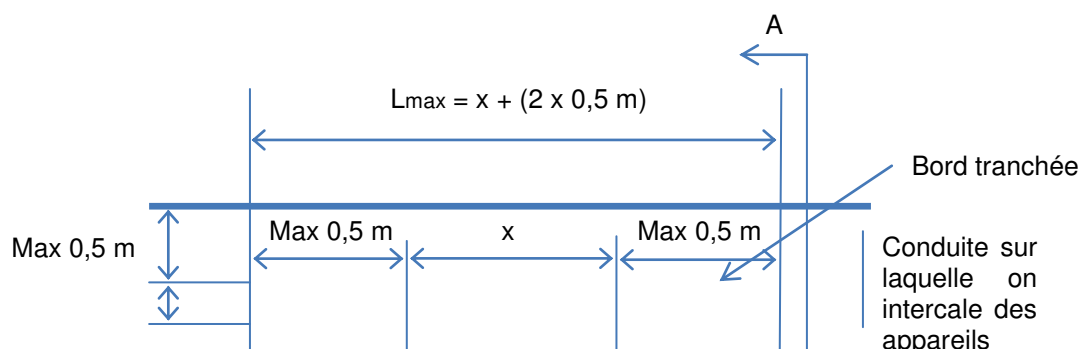 A
Lmax = x + (2 x 0,5 m)
Bord tranchée
Max 0,5 m
Max 0,5 m
x
Max 0,5 m
Conduite sur
laquelle on
intercale des
appareils